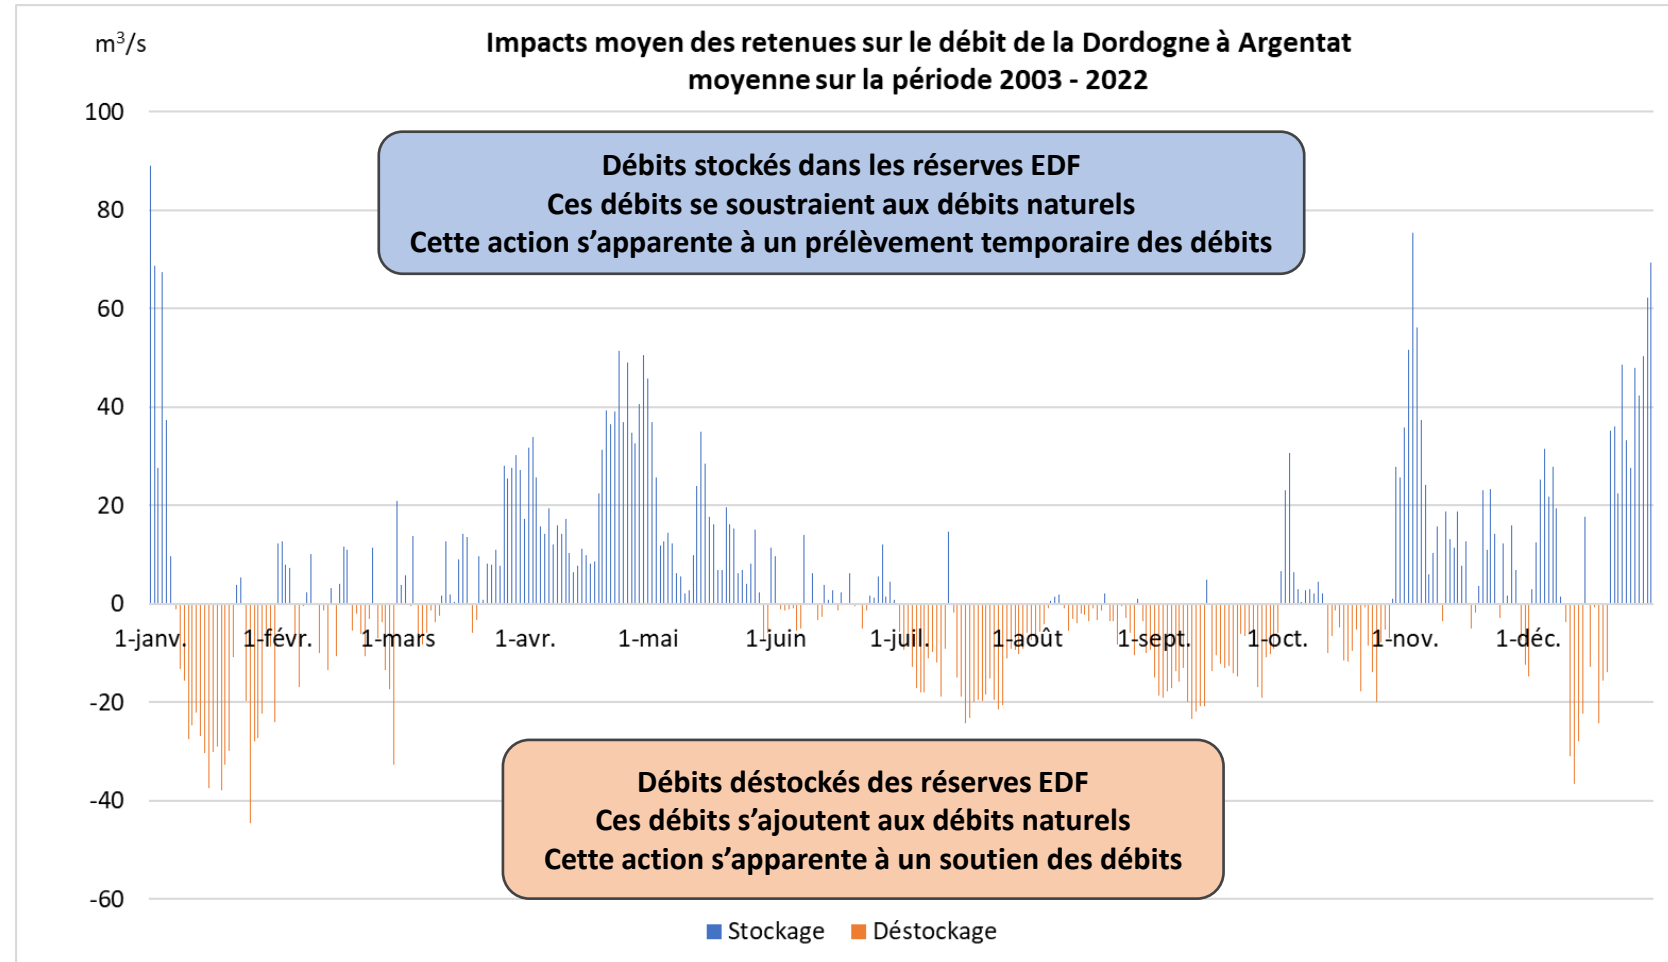 m³/s
Impacts moyen des retenues sur le débit de la Dordogne à Argentat
moyenne sur la période 2003 - 2022
100
Débits stockés dans les réserves EDF
Ces débits se soustraient aux débits naturels
Cette action s’apparente à un prélèvement temporaire des débits
80
60
40
20
0
1-janv. 1-févr. 1-mars 1-avr. 1-mai 1-juin 1-juil. 1-août 1-sept. 1-oct. 1-nov. 1-déc.
-20
Débits déstockés des réserves EDF
Ces débits s’ajoutent aux débits naturels
Cette action s’apparente à un soutien des débits
-40
-60
Stockage Déstockage